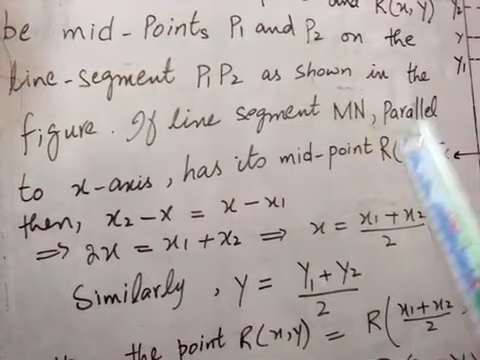 and R(x, y) y2
be mid-Points P1 and P2 on the y
line-segment P1P2 as shown in the y1
figure. If line segment MN, Parallel
to x-axis, has its mid-point R(
then, x2-x = x-x1
⇒ 2x = x1+x2 ⇒ x = x1+x2/2
Similarly, y = y1+y2/2
the point R(x,y) = R(x1+x2/2,